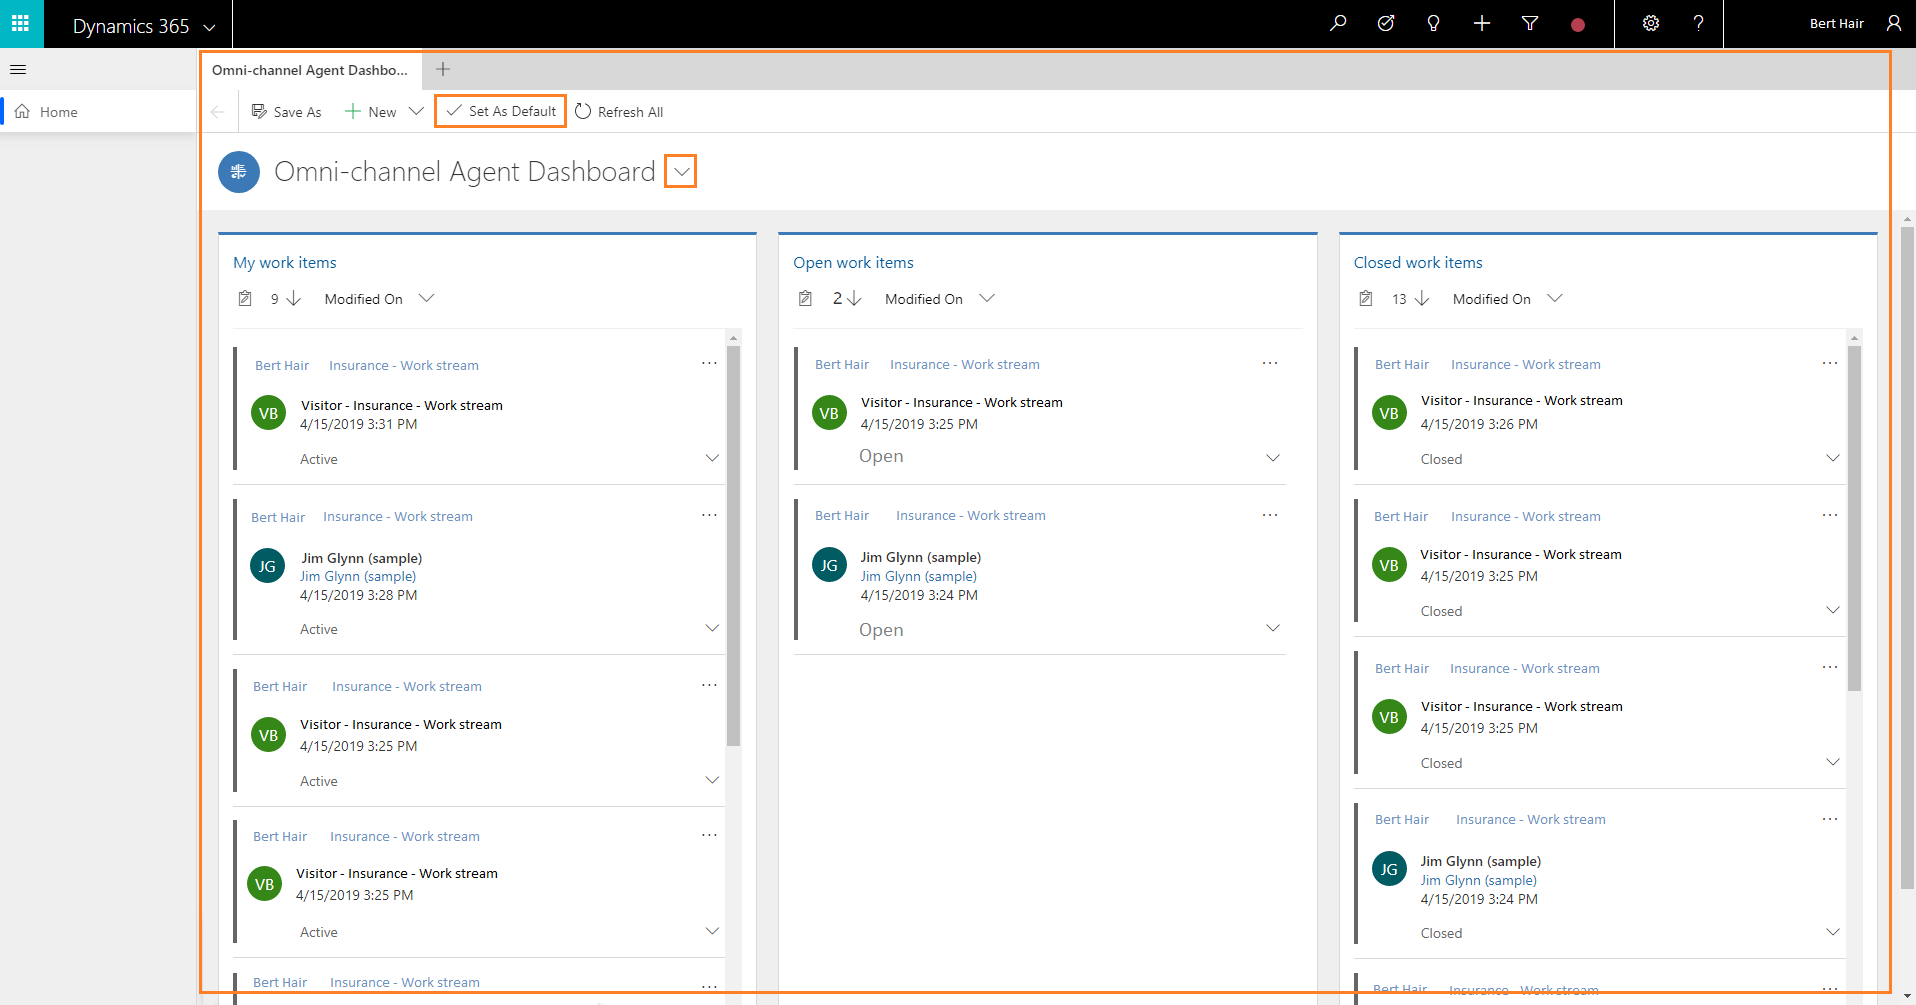 Dynamics 365
Bert Hair
Omni-channel Agent Dashbo...
Home
Save As
New
Set As Default
Refresh All
Omni-channel Agent Dashboard
My work items
9
Modified On
Bert Hair Insurance - Work stream
VB
Visitor - Insurance - Work stream
4/15/2019 3:31 PM
Active
Bert Hair Insurance - Work stream
JG
Jim Glynn (sample)
Jim Glynn (sample)
4/15/2019 3:28 PM
Active
Bert Hair Insurance - Work stream
VB
Visitor - Insurance - Work stream
4/15/2019 3:25 PM
Active
Bert Hair Insurance - Work stream
VB
Visitor - Insurance - Work stream
4/15/2019 3:25 PM
Active
Bert Hair Insurance - Work stream
Open work items
2
Modified On
Bert Hair Insurance - Work stream
VB
Visitor - Insurance - Work stream
4/15/2019 3:25 PM
Open
Bert Hair Insurance - Work stream
JG
Jim Glynn (sample)
Jim Glynn (sample)
4/15/2019 3:24 PM
Open
Closed work items
13
Modified On
Bert Hair Insurance - Work stream
VB
Visitor - Insurance - Work stream
4/15/2019 3:26 PM
Closed
Bert Hair Insurance - Work stream
VB
Visitor - Insurance - Work stream
4/15/2019 3:25 PM
Closed
Bert Hair Insurance - Work stream
VB
Visitor - Insurance - Work stream
4/15/2019 3:25 PM
Closed
Bert Hair Insurance - Work stream
JG
Jim Glynn (sample)
Jim Glynn (sample)
4/15/2019 3:24 PM
Closed
Bert Hair Insurance - Work stream